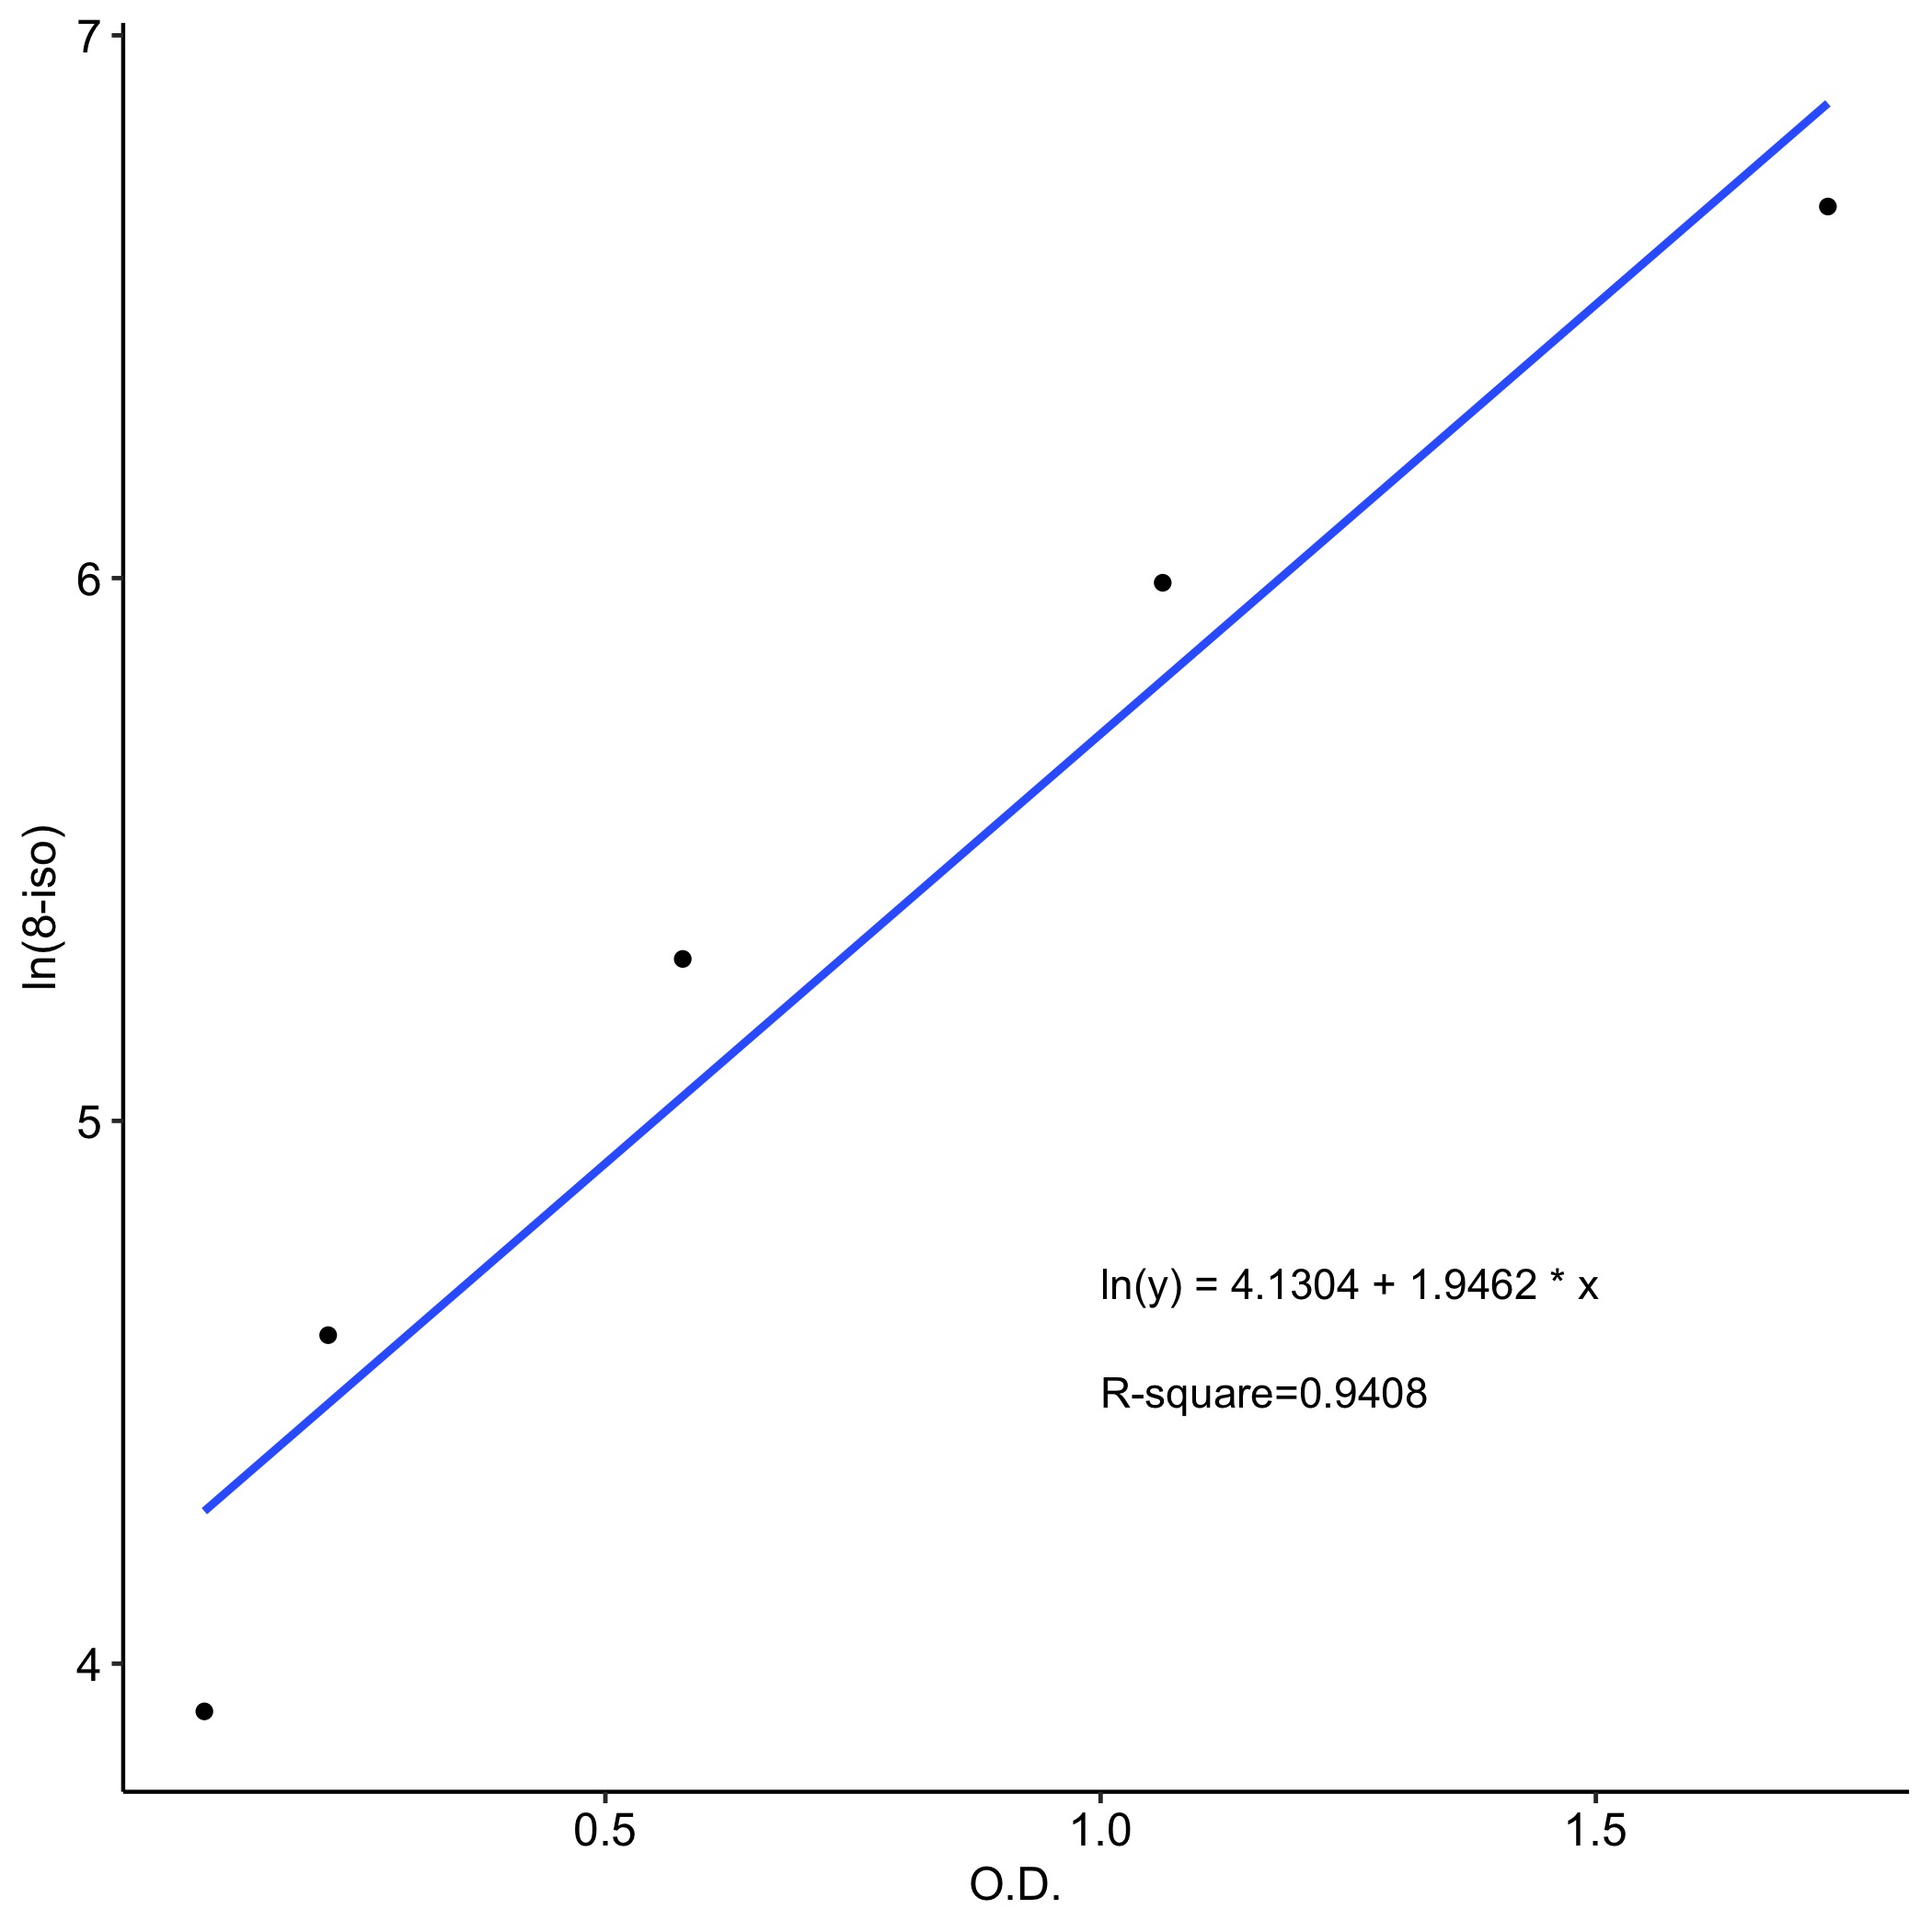 7
6
5
4
ln(8-iso)
ln(y) = 4.1304 + 1.9462 * x
R-square=0.9408
0.5
1.0
1.5
O.D.